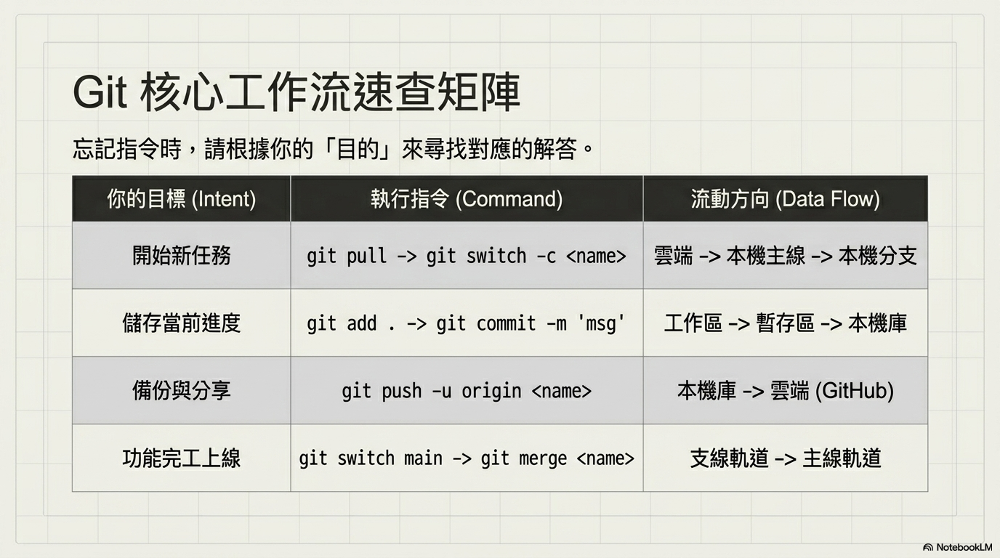 Git 核心工作流速查矩陣
忘記指令時，請根據你的「目的」來尋找對應的解答。
你的目標 (Intent) 執行指令 (Command) 流動方向 (Data Flow)
開始新任務 git pull -> git switch -c <name> 雲端 -> 本機主線 -> 本機分支
儲存當前進度 git add . -> git commit -m 'msg' 工作區 -> 暫存區 -> 本機庫
備份與分享 git push -u origin <name> 本機庫 -> 雲端 (GitHub)
功能完工上線 git switch main -> git merge <name> 支線軌道 -> 主線軌道
NotebookLM